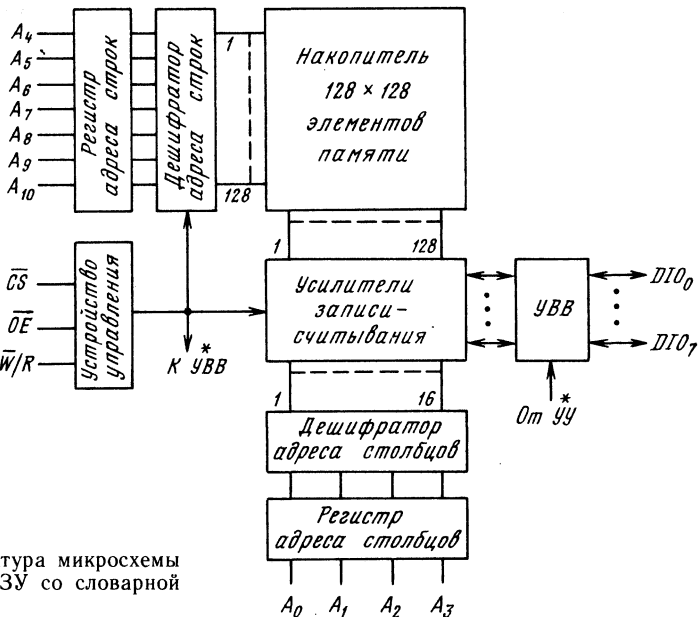 A4
A5
A6
A7
A8
A9
A10
Регистр
адреса строк
Дешифратор
адреса строк
1
128
Накопитель
128 × 128
элементов
памяти
1
128
C̅S̅
O̅E̅
W̅/R
Устройство
управления
К УВВ*
Усилители
записи-
считывания
УВВ
DIO0
DIO7
От УУ*
1
16
Дешифратор
адреса столбцов
Регистр
адреса столбцов
A0
A1
A2
A3
тура микросхемы
ЗУ со словарной